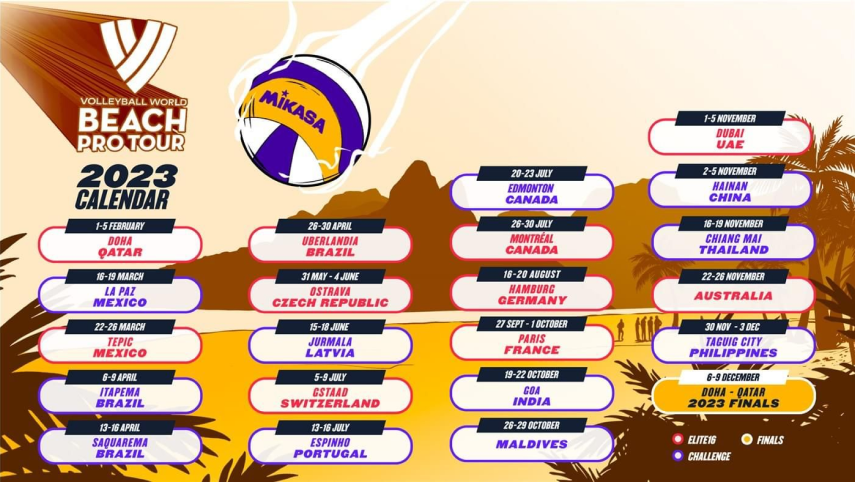 VOLLEYBALL WORLD
BEACH
PRO TOUR
2023
CALENDAR
MIKASA
1-5 FEBRUARY
DOHA
QATAR
16-19 MARCH
LA PAZ
MEXICO
22-26 MARCH
TEPIC
MEXICO
6-9 APRIL
ITAPEMA
BRAZIL
13-16 APRIL
SAQUAREMA
BRAZIL
26-30 APRIL
UBERLANDIA
BRAZIL
31 MAY - 4 JUNE
OSTRAVA
CZECH REPUBLIC
15-18 JUNE
JURMALA
LATVIA
5-9 JULY
GSTAAD
SWITZERLAND
13-16 JULY
ESPINHO
PORTUGAL
20-23 JULY
EDMONTON
CANADA
26-30 JULY
MONTRÉAL
CANADA
16-20 AUGUST
HAMBURG
GERMANY
27 SEPT - 1 OCTOBER
PARIS
FRANCE
19-22 OCTOBER
GOA
INDIA
26-29 OCTOBER
MALDIVES
1-5 NOVEMBER
DUBAI
UAE
2-5 NOVEMBER
HAINAN
CHINA
16-19 NOVEMBER
CHIANG MAI
THAILAND
22-26 NOVEMBER
AUSTRALIA
30 NOV - 3 DEC
TAGUIG CITY
PHILIPPINES
6-9 DECEMBER
DOHA - QATAR
2023 FINALS
ELITE16
FINALS
CHALLENGE